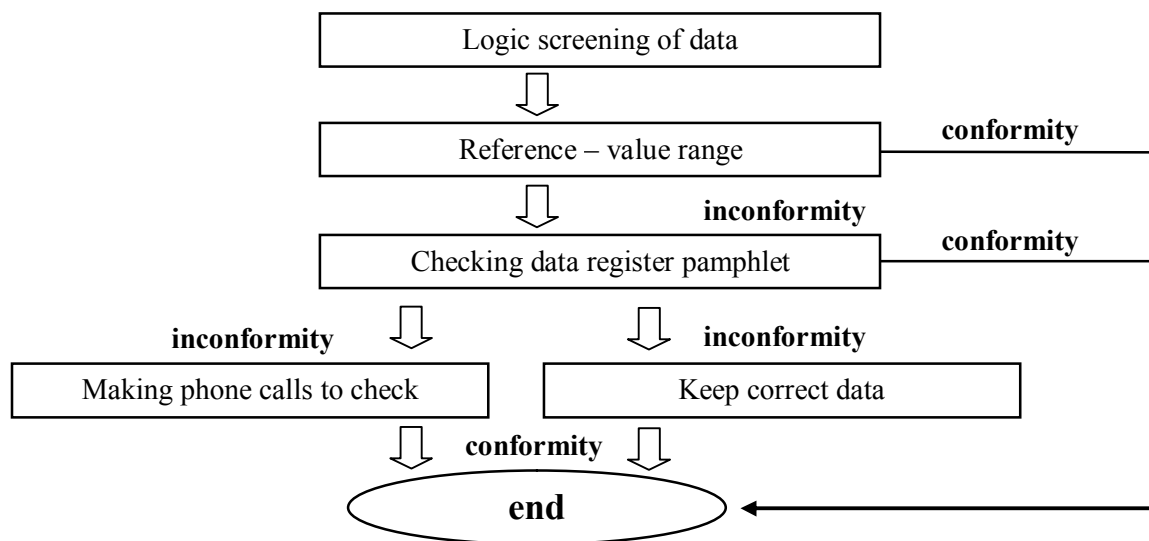 Logic screening of data
conformity
Reference – value range
inconformity
conformity
Checking data register pamphlet
inconformity
inconformity
Making phone calls to check
Keep correct data
conformity
end